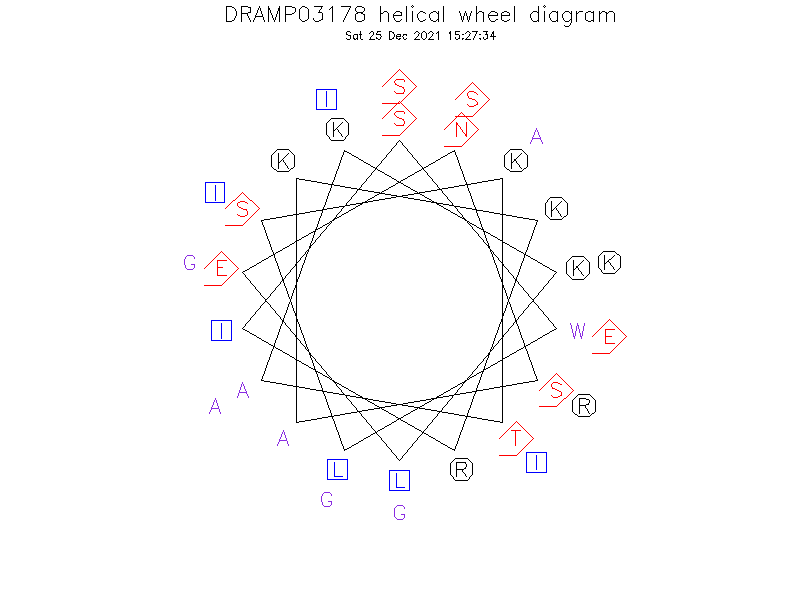 DRAMP03178 helical wheel diagram
Sat 25 Dec 2021 15:27:34
S
I S
S
K N
A
K K
I
S K
G E K K
I W E
A S
A R
A T
L R I
L
G
G